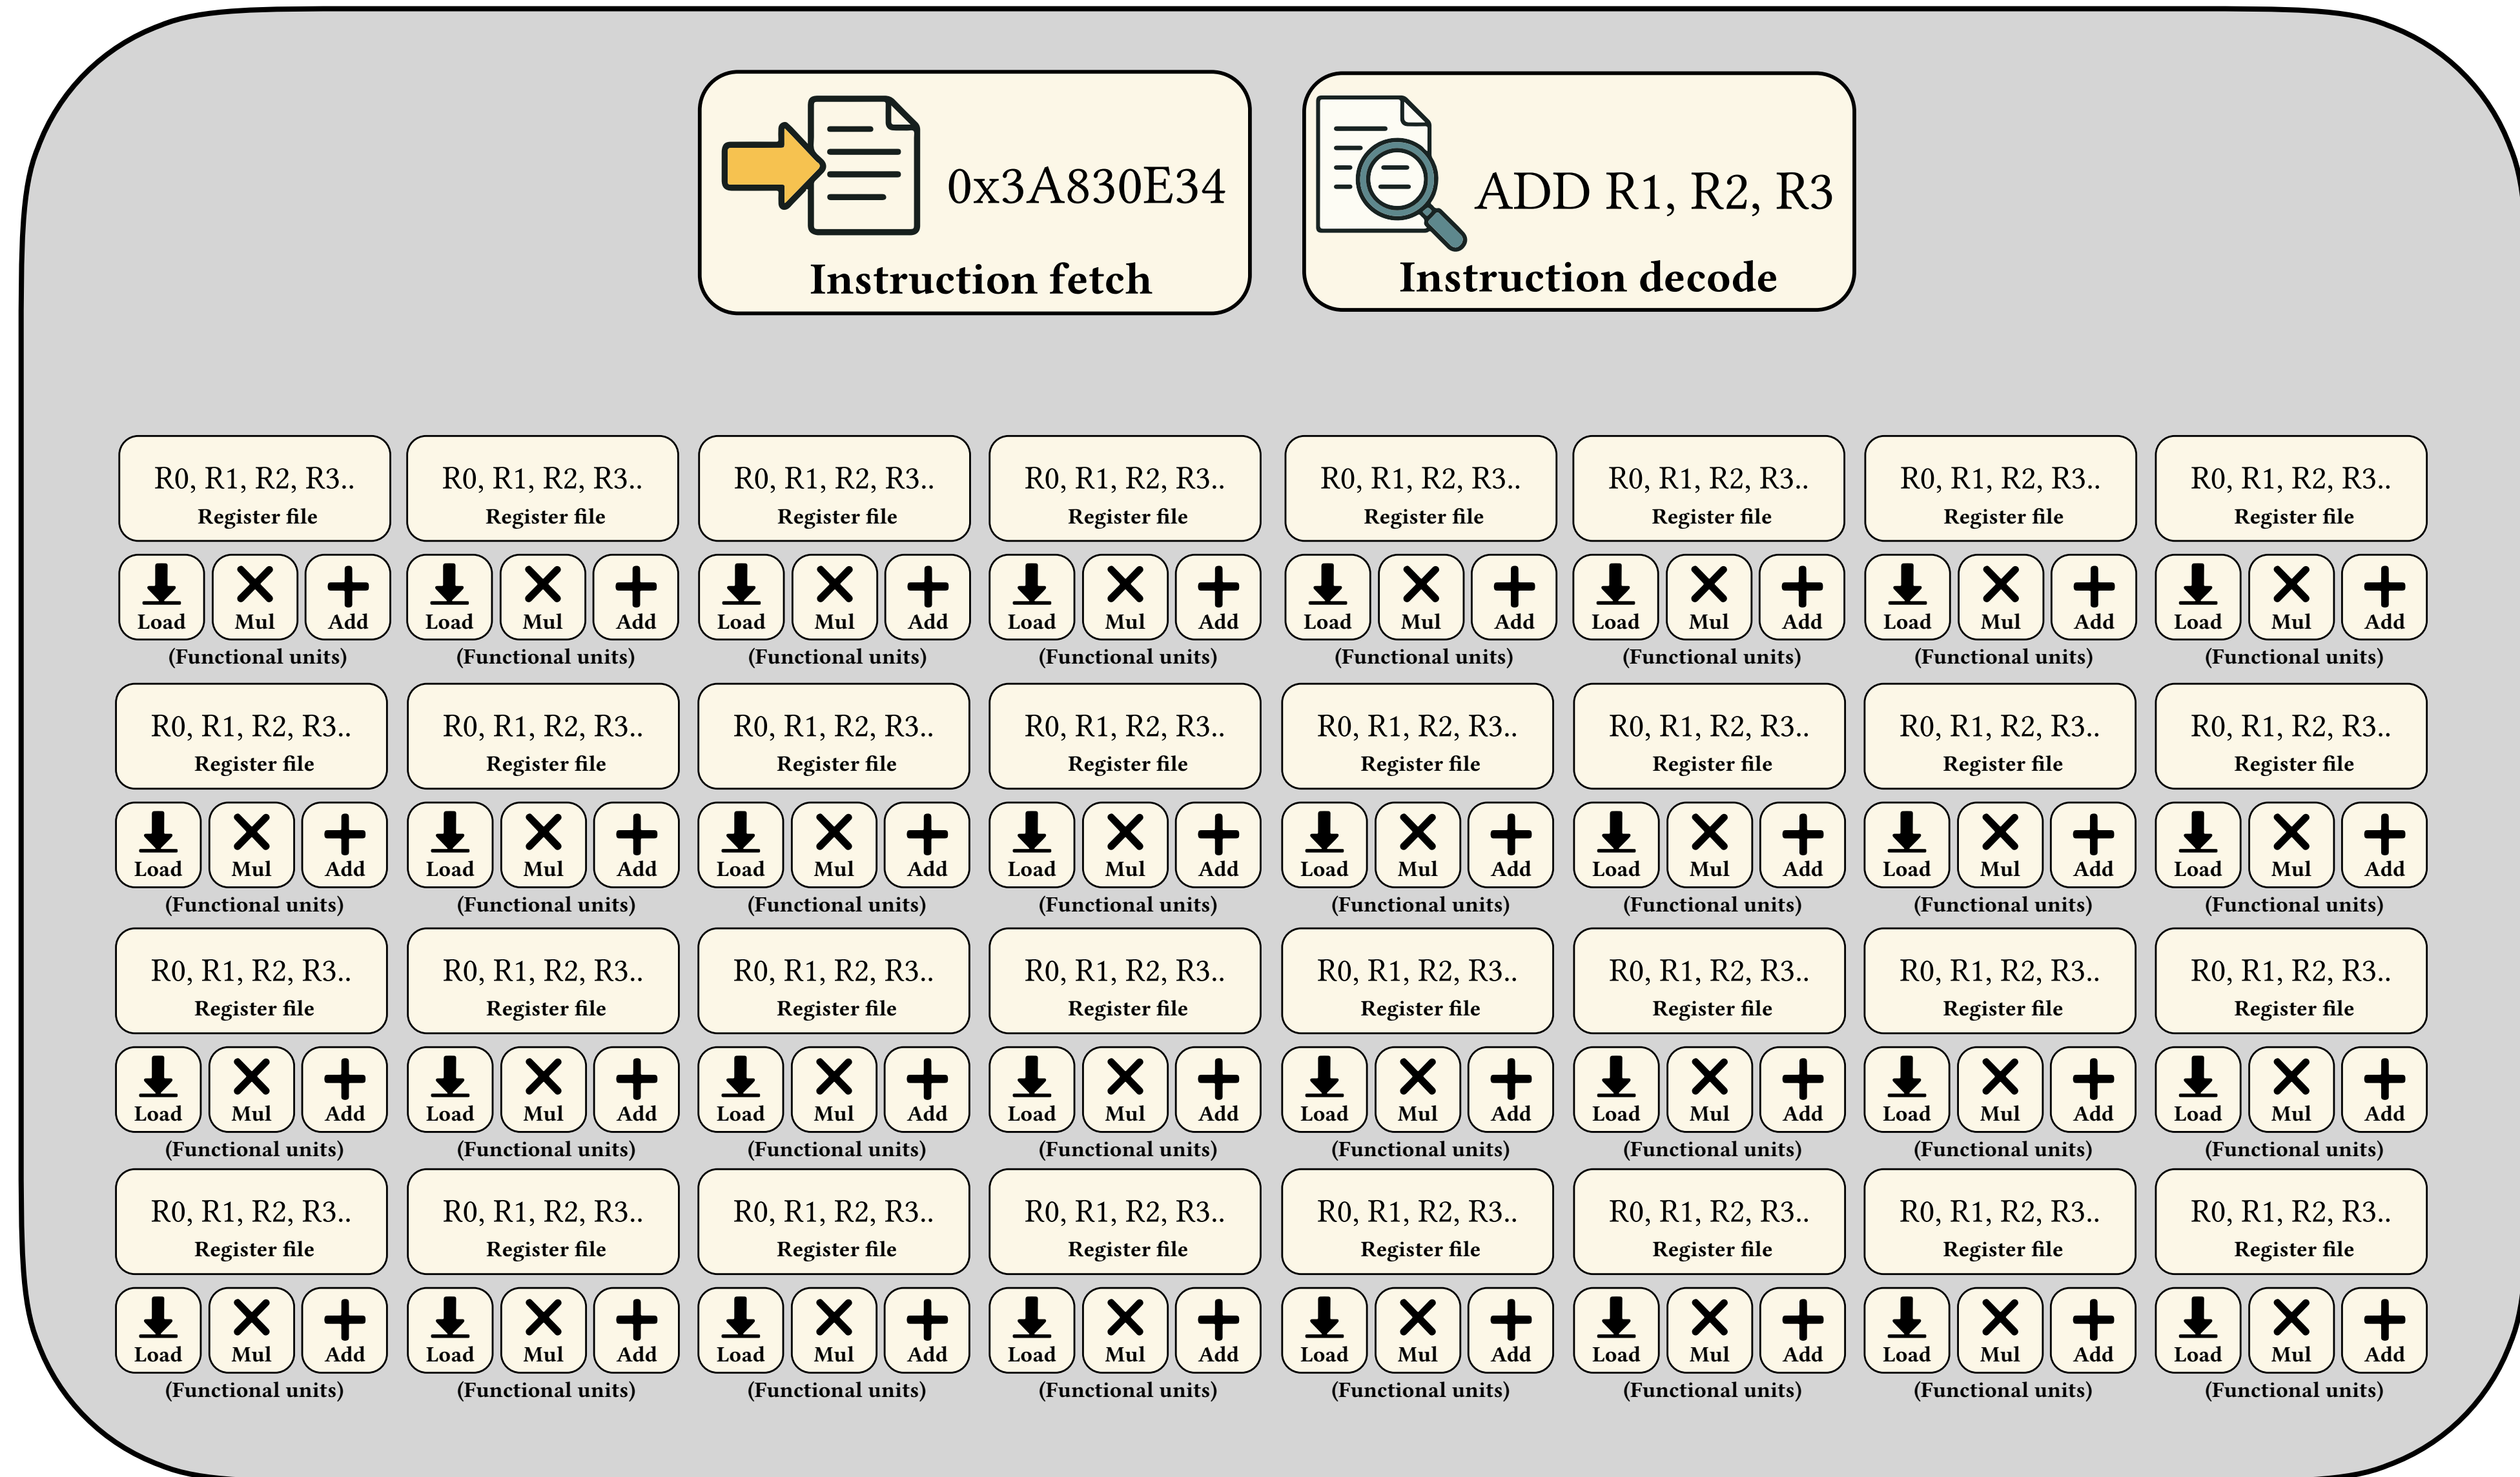 0x3A830E34
Instruction fetch
ADD R1, R2, R3
Instruction decode
R0, R1, R2, R3.. R0, R1, R2, R3.. R0, R1, R2, R3.. R0, R1, R2, R3.. R0, R1, R2, R3.. R0, R1, R2, R3.. R0, R1, R2, R3.. R0, R1, R2, R3..
Register file Register file Register file Register file Register file Register file Register file Register file
Load Mul Add Load Mul Add Load Mul Add Load Mul Add Load Mul Add Load Mul Add Load Mul Add Load Mul Add
(Functional units) (Functional units) (Functional units) (Functional units) (Functional units) (Functional units) (Functional units) (Functional units)
R0, R1, R2, R3.. R0, R1, R2, R3.. R0, R1, R2, R3.. R0, R1, R2, R3.. R0, R1, R2, R3.. R0, R1, R2, R3.. R0, R1, R2, R3.. R0, R1, R2, R3..
Register file Register file Register file Register file Register file Register file Register file Register file
Load Mul Add Load Mul Add Load Mul Add Load Mul Add Load Mul Add Load Mul Add Load Mul Add Load Mul Add
(Functional units) (Functional units) (Functional units) (Functional units) (Functional units) (Functional units) (Functional units) (Functional units)
R0, R1, R2, R3.. R0, R1, R2, R3.. R0, R1, R2, R3.. R0, R1, R2, R3.. R0, R1, R2, R3.. R0, R1, R2, R3.. R0, R1, R2, R3.. R0, R1, R2, R3..
Register file Register file Register file Register file Register file Register file Register file Register file
Load Mul Add Load Mul Add Load Mul Add Load Mul Add Load Mul Add Load Mul Add Load Mul Add Load Mul Add
(Functional units) (Functional units) (Functional units) (Functional units) (Functional units) (Functional units) (Functional units) (Functional units)
R0, R1, R2, R3.. R0, R1, R2, R3.. R0, R1, R2, R3.. R0, R1, R2, R3.. R0, R1, R2, R3.. R0, R1, R2, R3.. R0, R1, R2, R3.. R0, R1, R2, R3..
Register file Register file Register file Register file Register file Register file Register file Register file
Load Mul Add Load Mul Add Load Mul Add Load Mul Add Load Mul Add Load Mul Add Load Mul Add Load Mul Add
(Functional units) (Functional units) (Functional units) (Functional units) (Functional units) (Functional units) (Functional units) (Functional units)